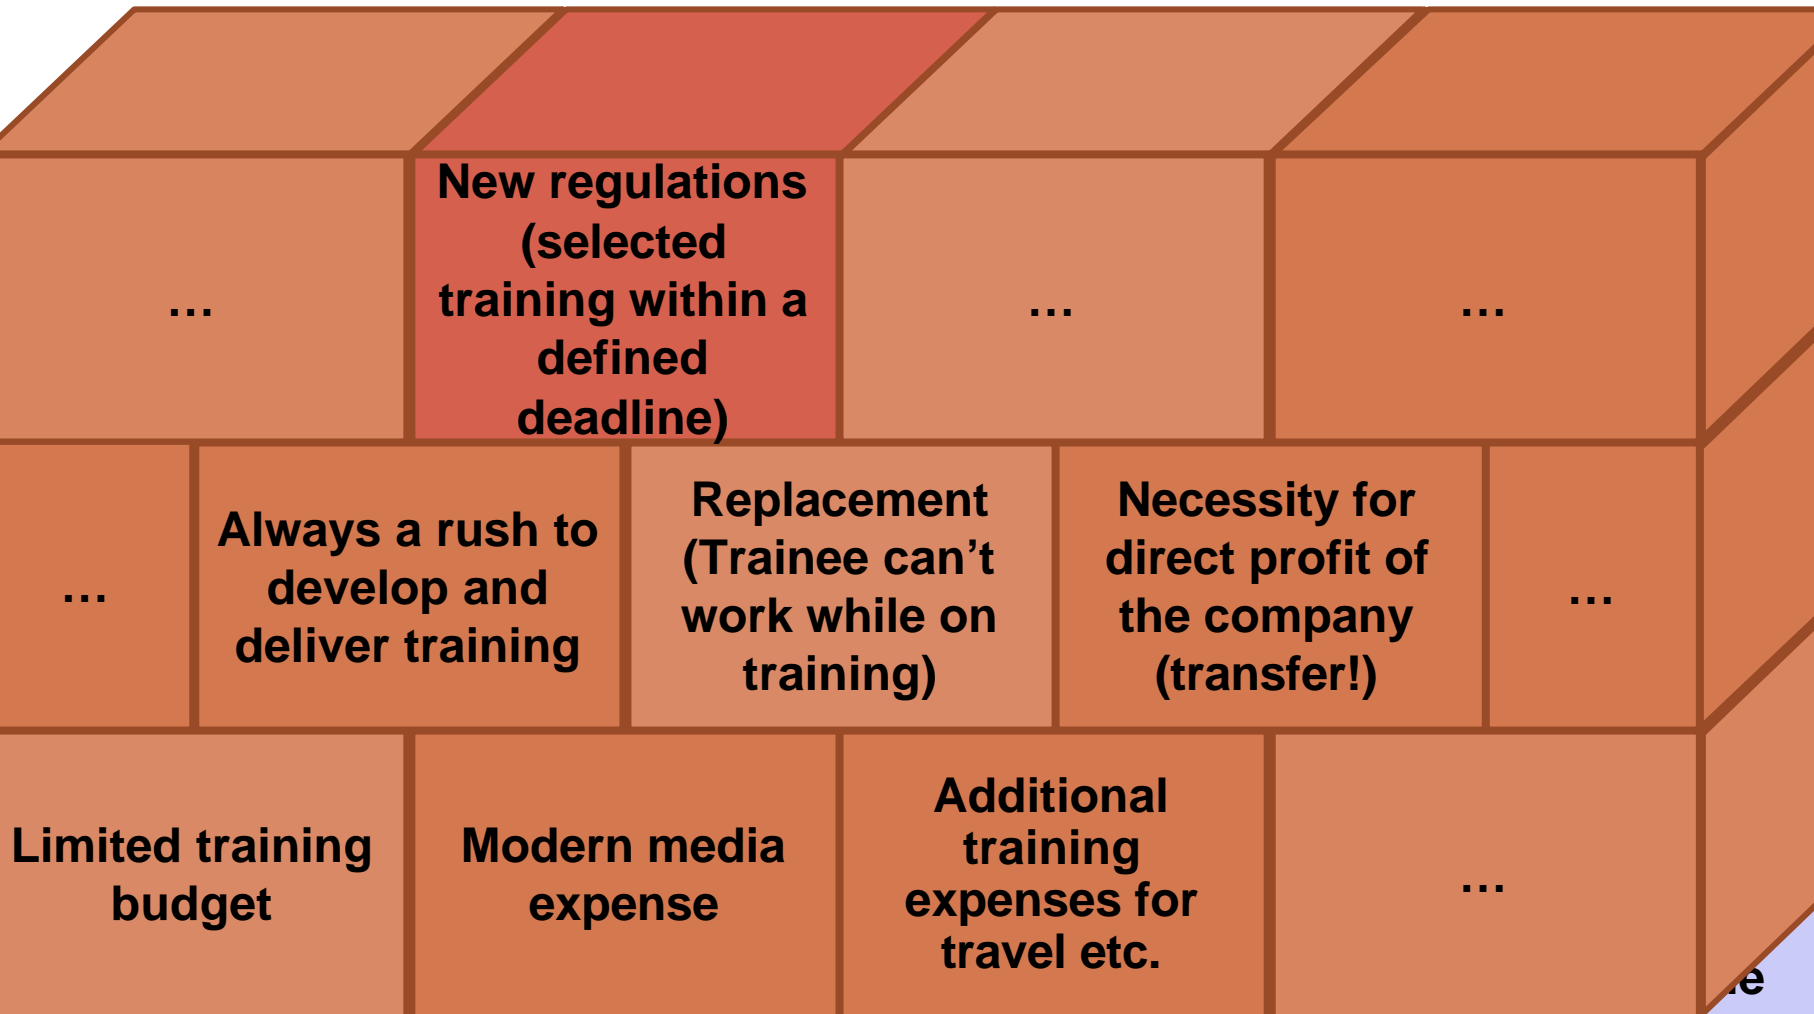 …
New regulations
(selected
training within a
defined
deadline)
…
…
…
Always a rush to
develop and
deliver training
Replacement
(Trainee can’t
work while on
training)
Necessity for
direct profit of
the company
(transfer!)
…
Limited training
budget
Modern media
expense
Additional
training
expenses for
travel etc.
…